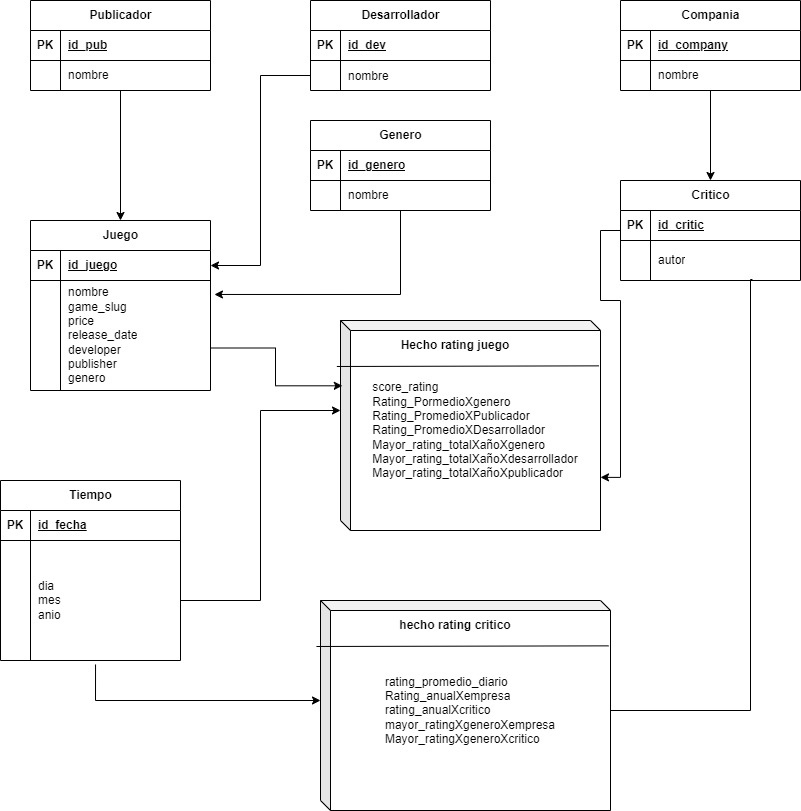 Publicador
PK id_pub
nombre
Desarrollador
PK id_dev
nombre
Compania
PK id_company
nombre
Genero
PK id_genero
nombre
Critico
PK id_critic
autor
Juego
PK id_juego
nombre
game_slug
price
release_date
developer
publisher
genero
Hecho rating juego
score_rating
Rating_PormedioXgenero
Rating_PromedioXPublicador
Rating_PromedioXDesarrollador
Mayor_rating_totalXañoXgenero
Mayor_rating_totalXañoXdesarrollador
Mayor_rating_totalXañoXpublicador
Tiempo
PK id_fecha
dia
mes
anio
hecho rating critico
rating_promedio_diario
Rating_anualXempresa
rating_anualXcritico
mayor_ratingXgeneroXempresa
Mayor_ratingXgeneroXcritico